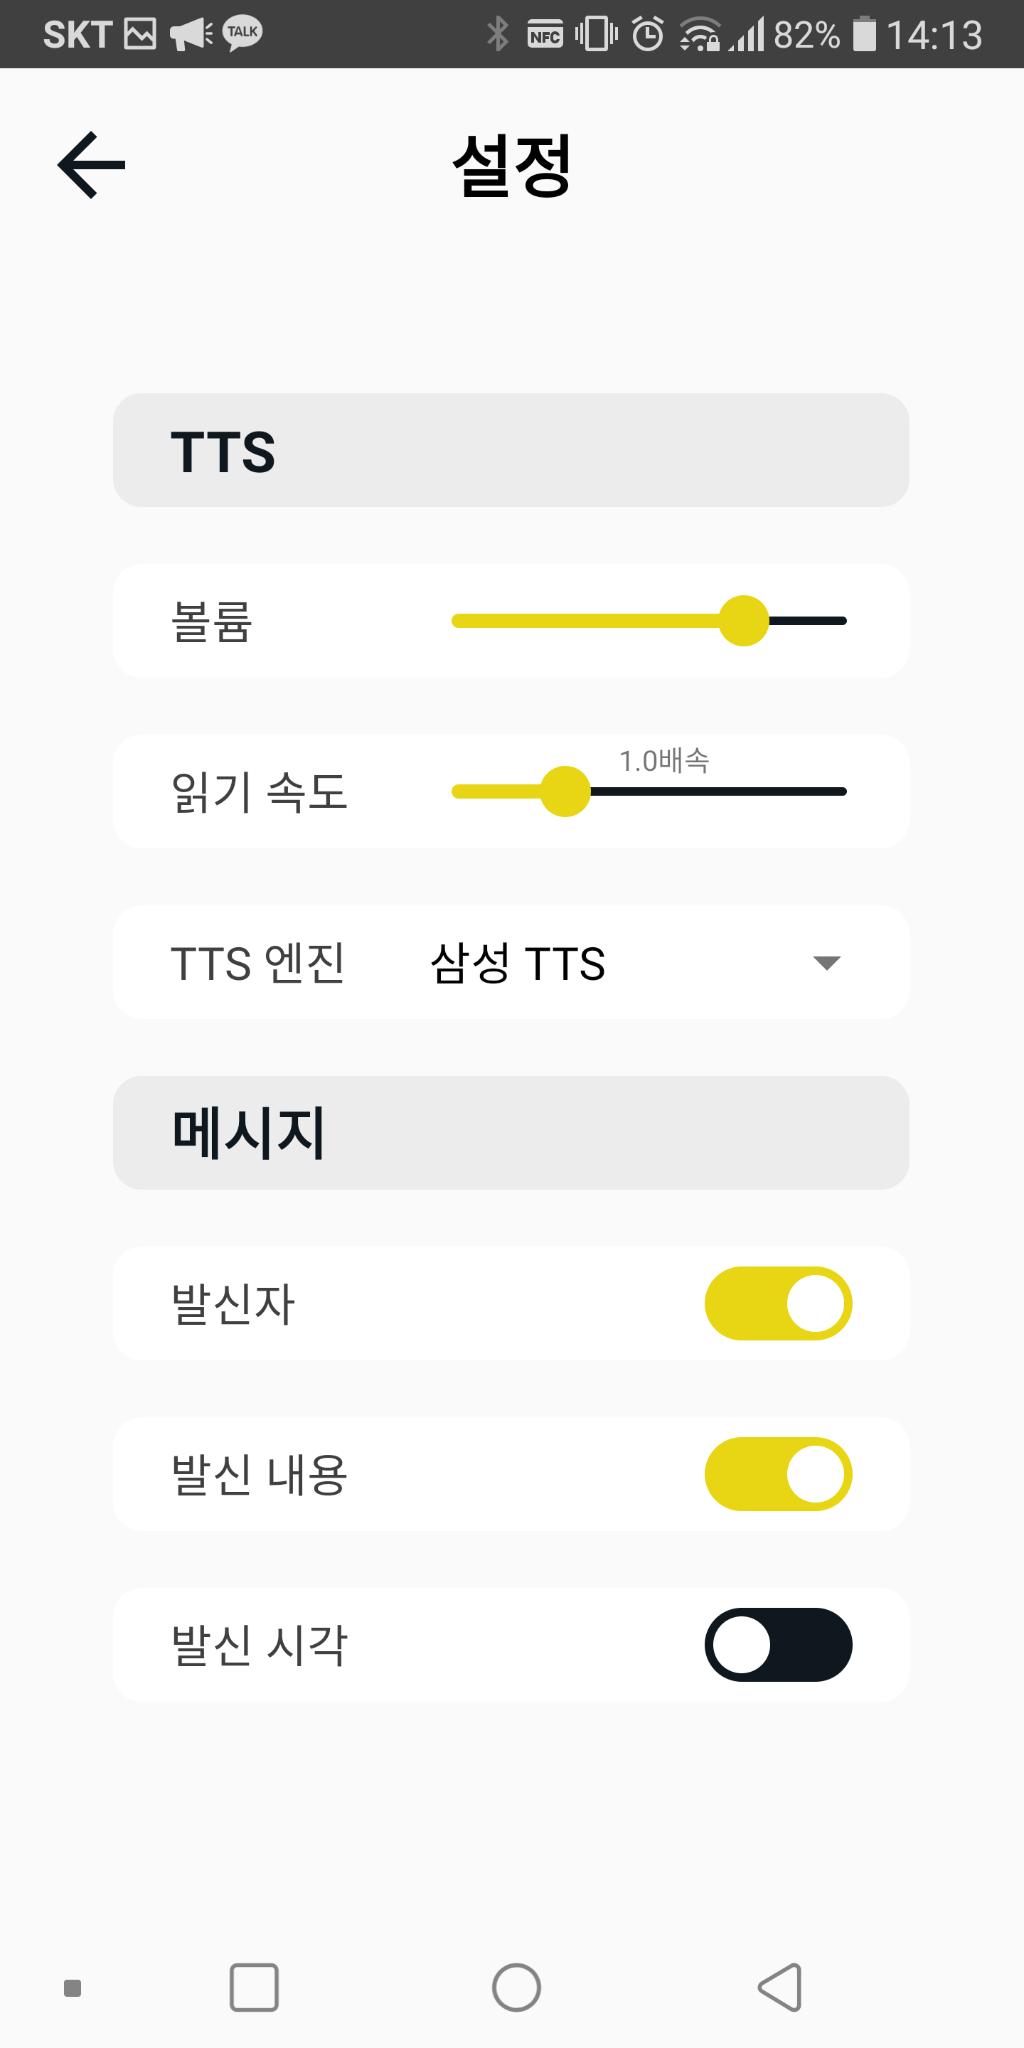 SKT TALK NFC 82% 14:13
설정
TTS
볼륨
1.0배속
읽기 속도
TTS 엔진 삼성 TTS
메시지
발신자
발신 내용
발신 시각